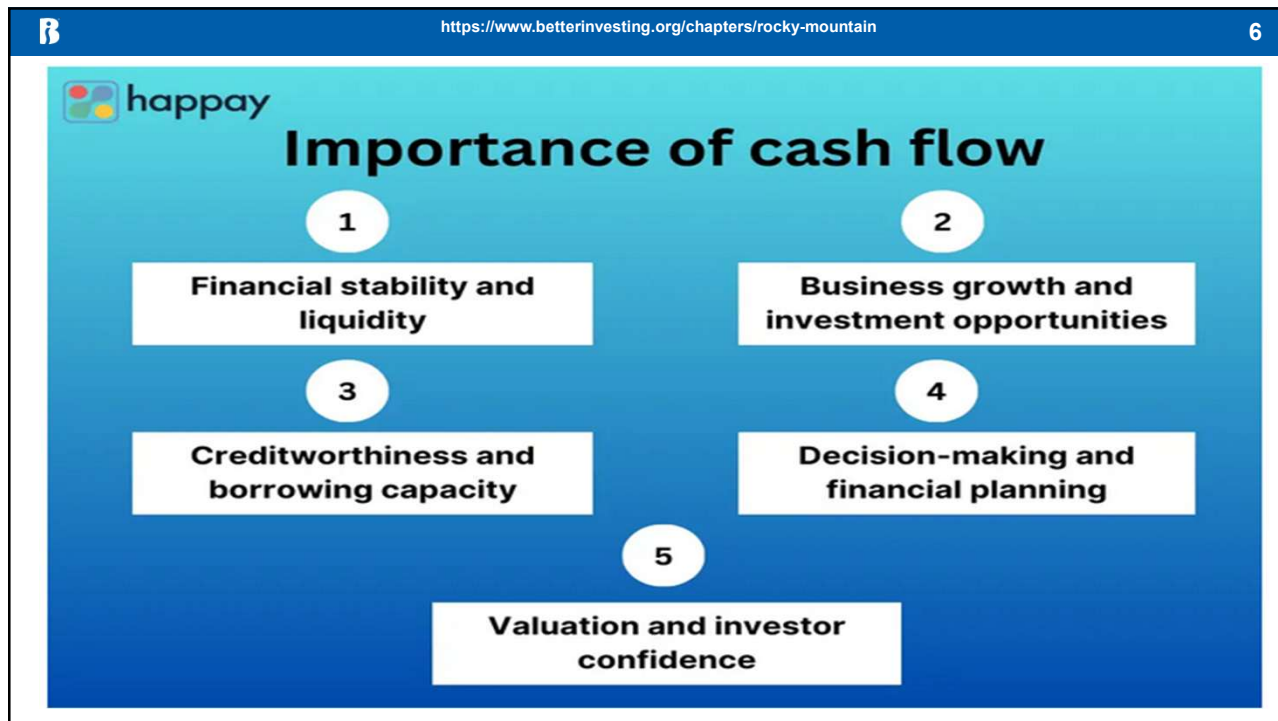 https://www.betterinvesting.org/chapters/rocky-mountain
6
happay
Importance of cash flow
1
Financial stability and
liquidity
2
Business growth and
investment opportunities
3
Creditworthiness and
borrowing capacity
4
Decision-making and
financial planning
5
Valuation and investor
confidence